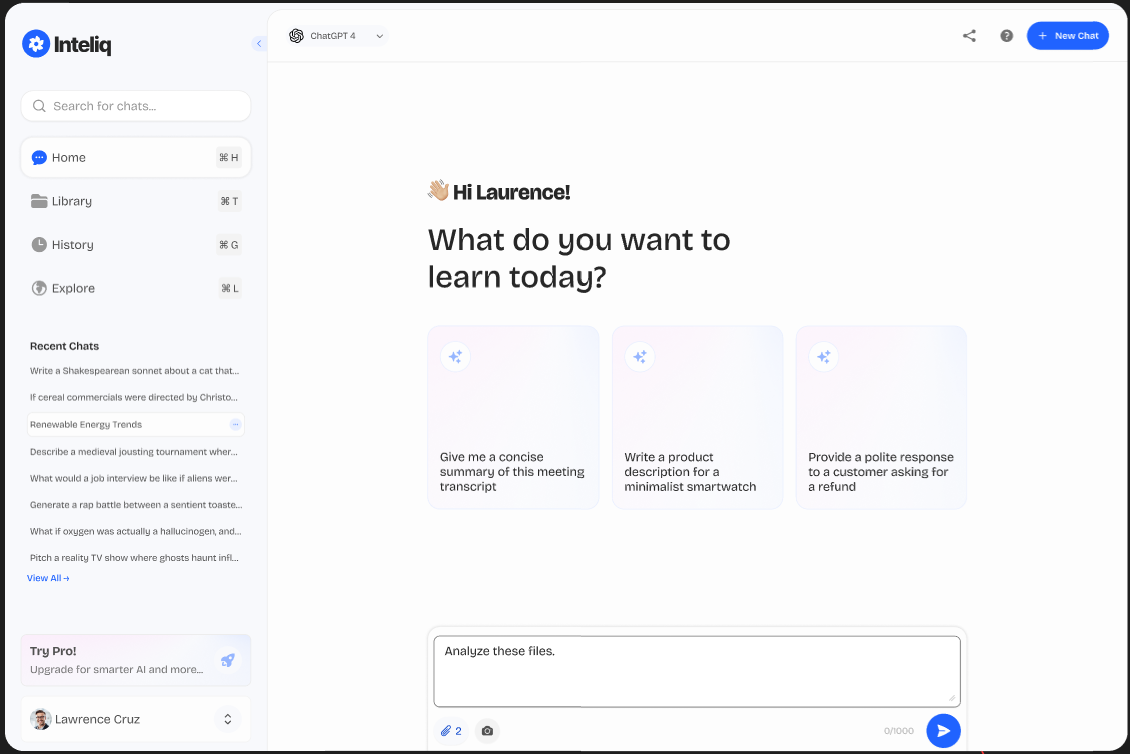 Inteliq
ChatGPT 4
New Chat
Search for chats...
Home
⌘ H
Library
⌘ T
History
⌘ G
Explore
⌘ L
Recent Chats
Write a Shakespearean sonnet about a cat that...
If cereal commercials were directed by Christo...
Renewable Energy Trends
Describe a medieval jousting tournament wher...
What would a job interview be like if aliens wer...
Generate a rap battle between a sentient toaste...
What if oxygen was actually a hallucinogen, and...
Pitch a reality TV show where ghosts haunt infl...
View All →
Try Pro!
Upgrade for smarter AI and more...
Lawrence Cruz
👋🏼 Hi Laurence!
What do you want to
learn today?
Give me a concise
summary of this meeting
transcript
Write a product
description for a
minimalist smartwatch
Provide a polite response
to a customer asking for
a refund
Analyze these files.
2
0/1000